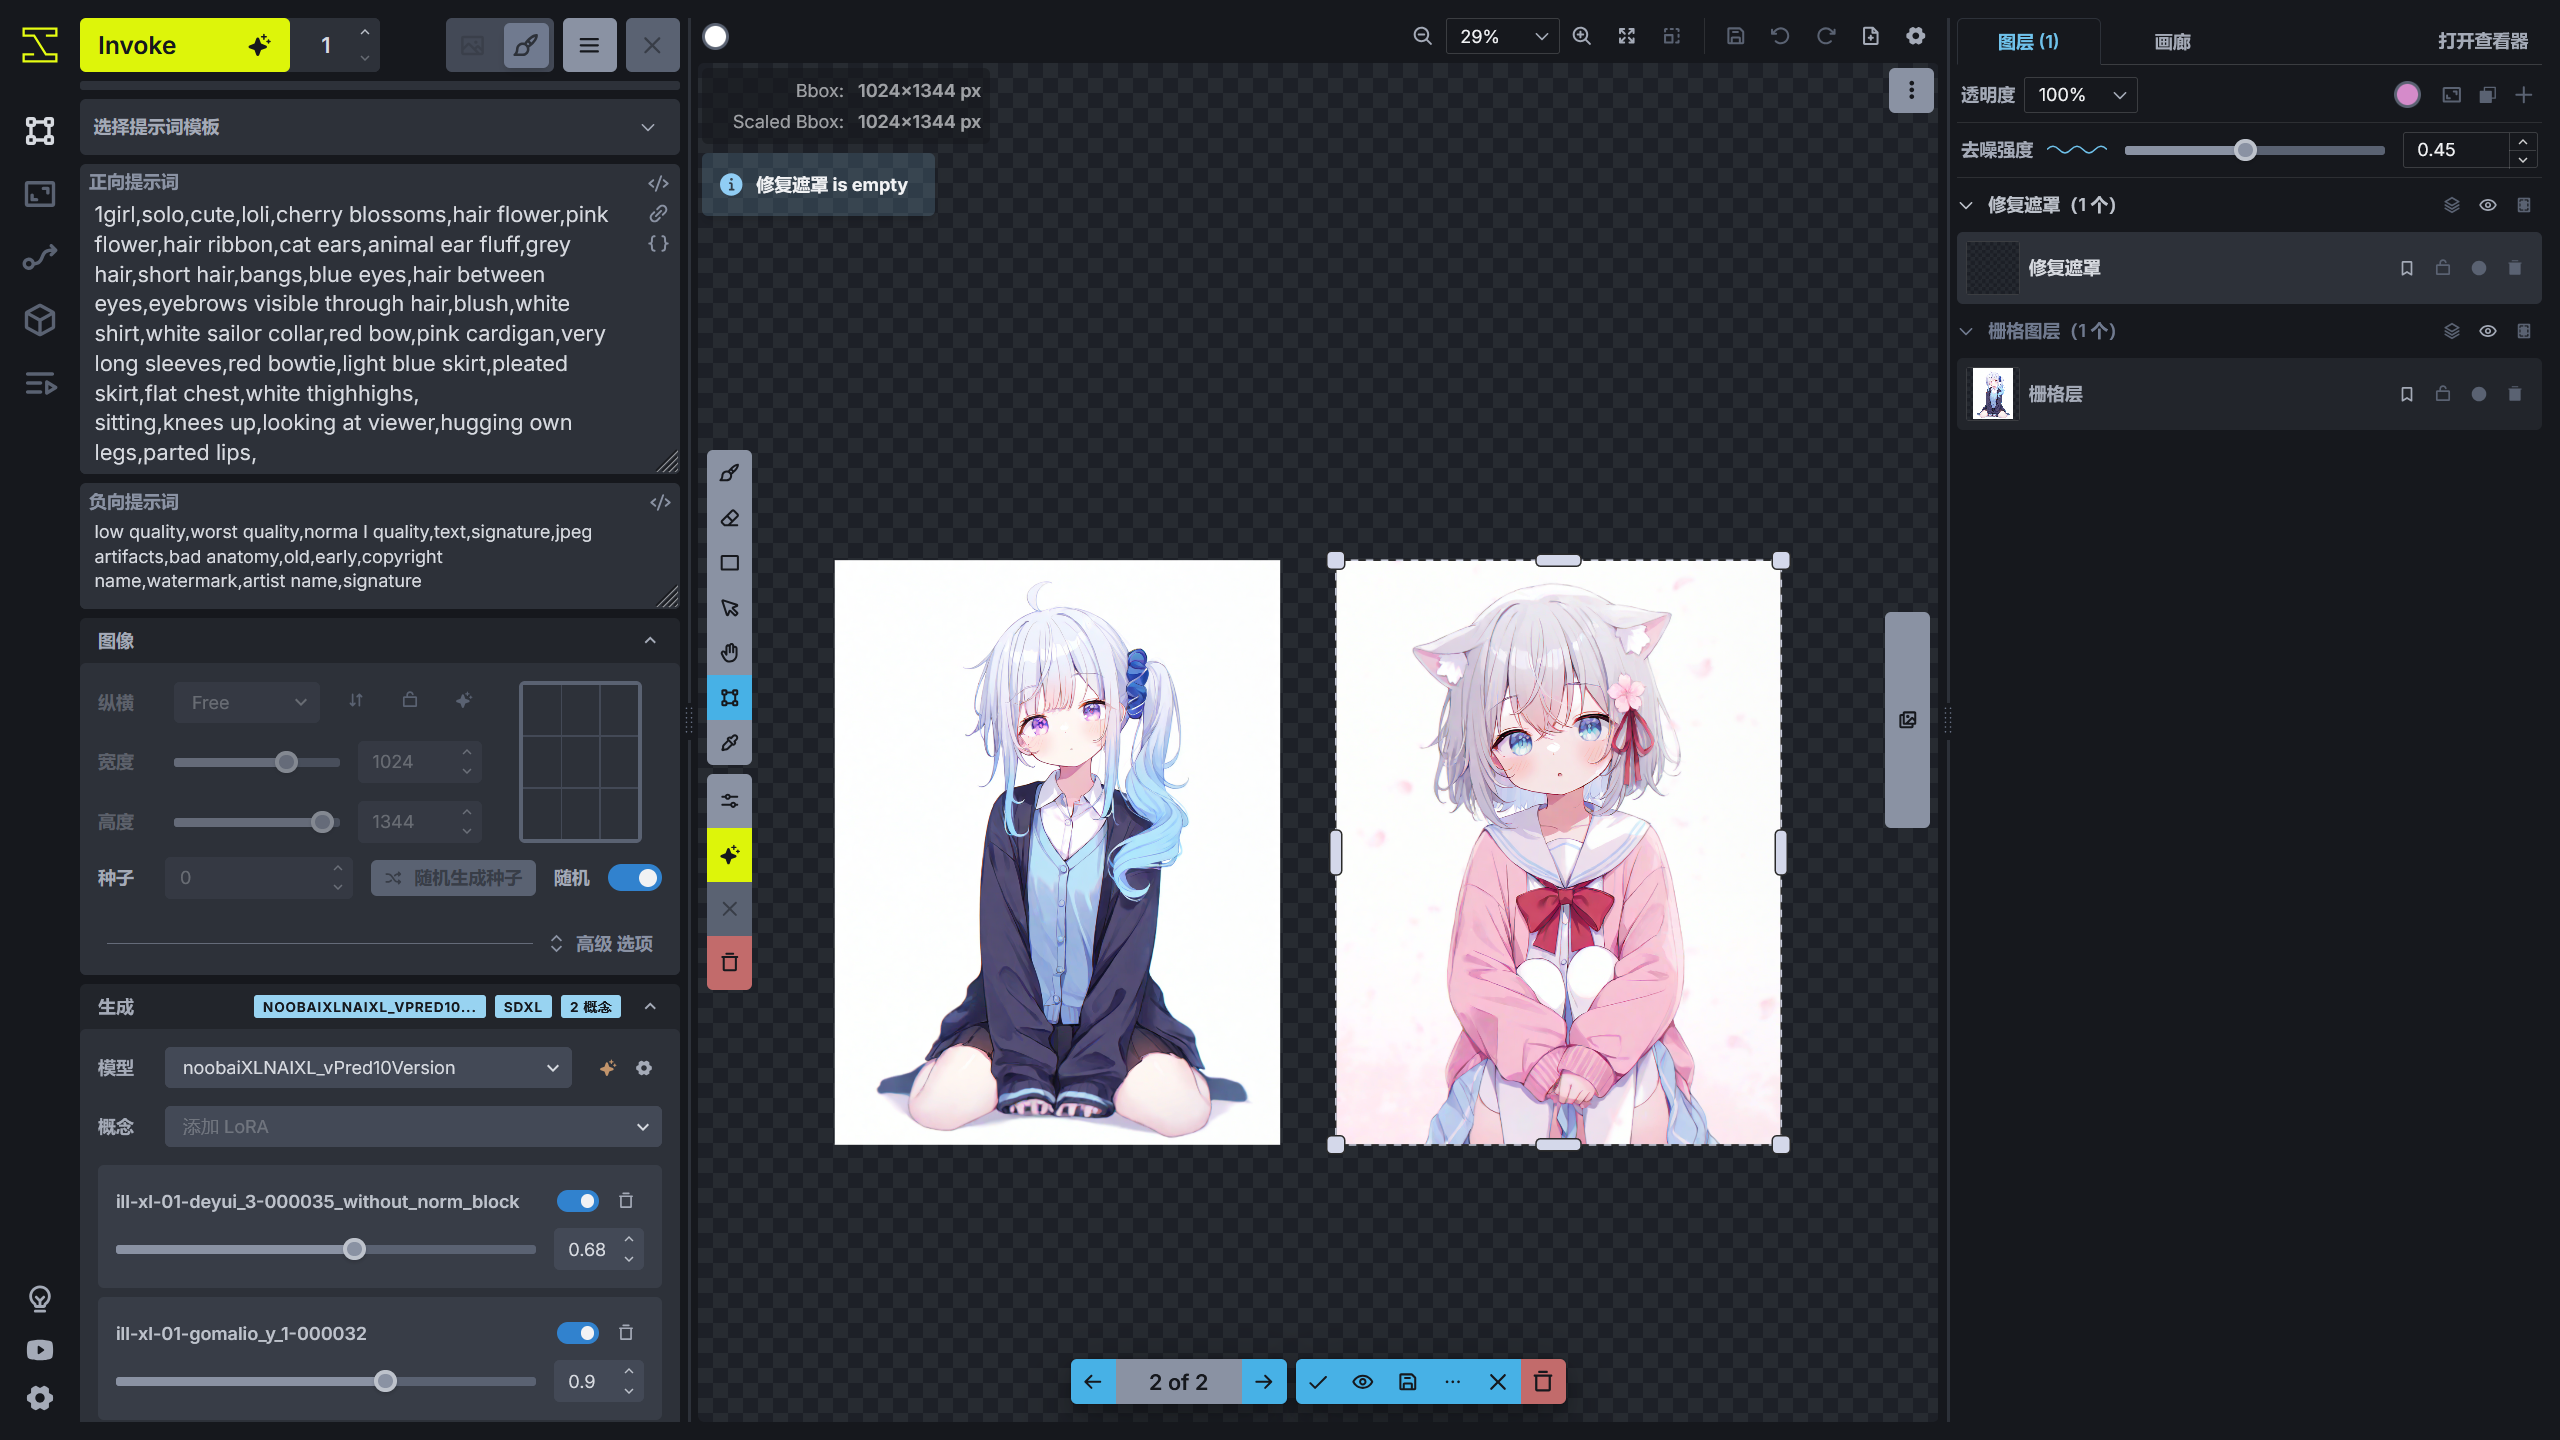 Invoke
1
选择提示词模板
正向提示词
1girl,solo,cute,loli,cherry blossoms,hair flower,pink
flower,hair ribbon,cat ears,animal ear fluff,grey
hair,short hair,bangs,blue eyes,hair between
eyes,eyebrows visible through hair,blush,white
shirt,white sailor collar,red bow,pink cardigan,very
long sleeves,red bowtie,light blue skirt,pleated
skirt,flat chest,white thighhighs,
sitting,knees up,looking at viewer,hugging own
legs,parted lips,
负向提示词
low quality,worst quality,norma l quality,text,signature,jpeg
artifacts,bad anatomy,old,early,copyright
name,watermark,artist name,signature
图像
纵横
Free
宽度
1024
高度
1344
种子
0
随机生成种子
随机
高级 选项
生成
NOOBAIXLNAIXL_VPRED10...
SDXL
2 概念
模型
noobaiXLNAIXL_vPred10Version
概念
添加 LoRA
ill-xl-01-deyui_3-000035_without_norm_block
0.68
ill-xl-01-gomalio_y_1-000032
0.9
29%
Bbox: 1024×1344 px
Scaled Bbox: 1024×1344 px
修复遮罩 is empty
2 of 2
图层 (1)
画廊
打开查看器
透明度
100%
去噪强度
0.45
修复遮罩 (1 个)
修复遮罩
栅格图层 (1 个)
栅格层